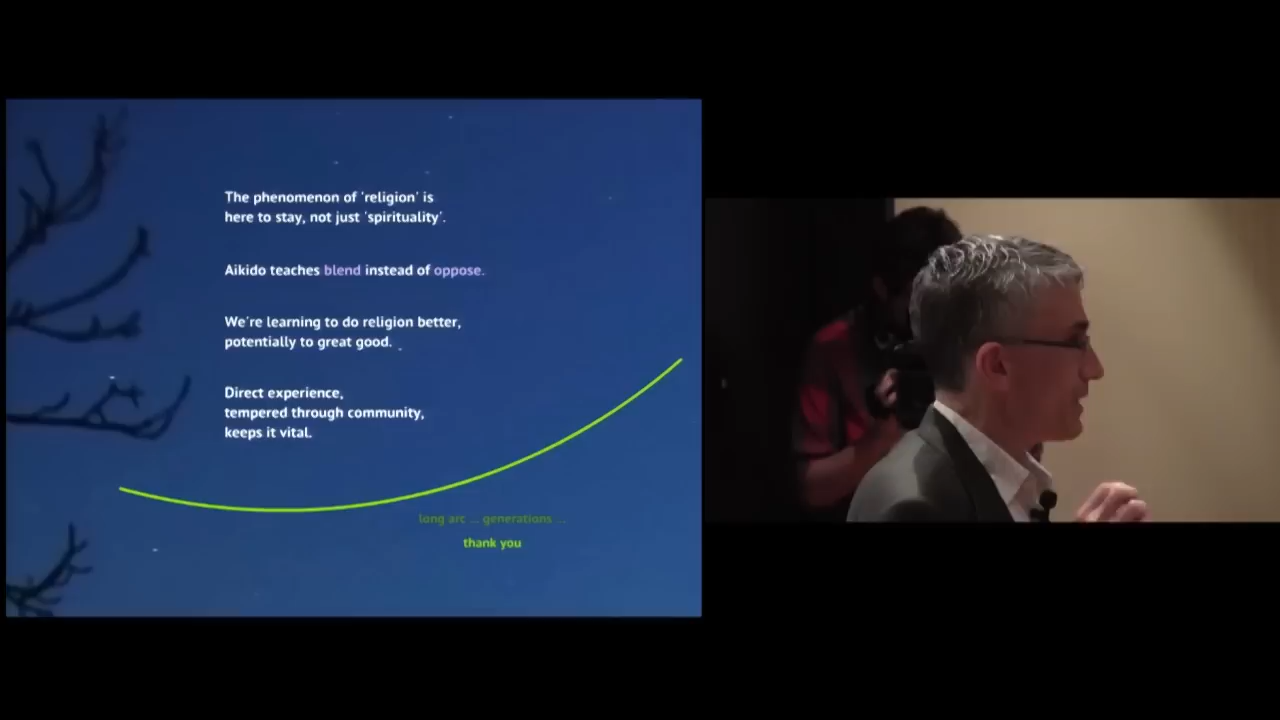 The phenomenon of 'religion' is
here to stay, not just 'spirituality'.
Aikido teaches blend instead of oppose.
We're learning to do religion better,
potentially to great good.
Direct experience,
tempered through community,
keeps it vital.
long arc ... generations ...
thank you